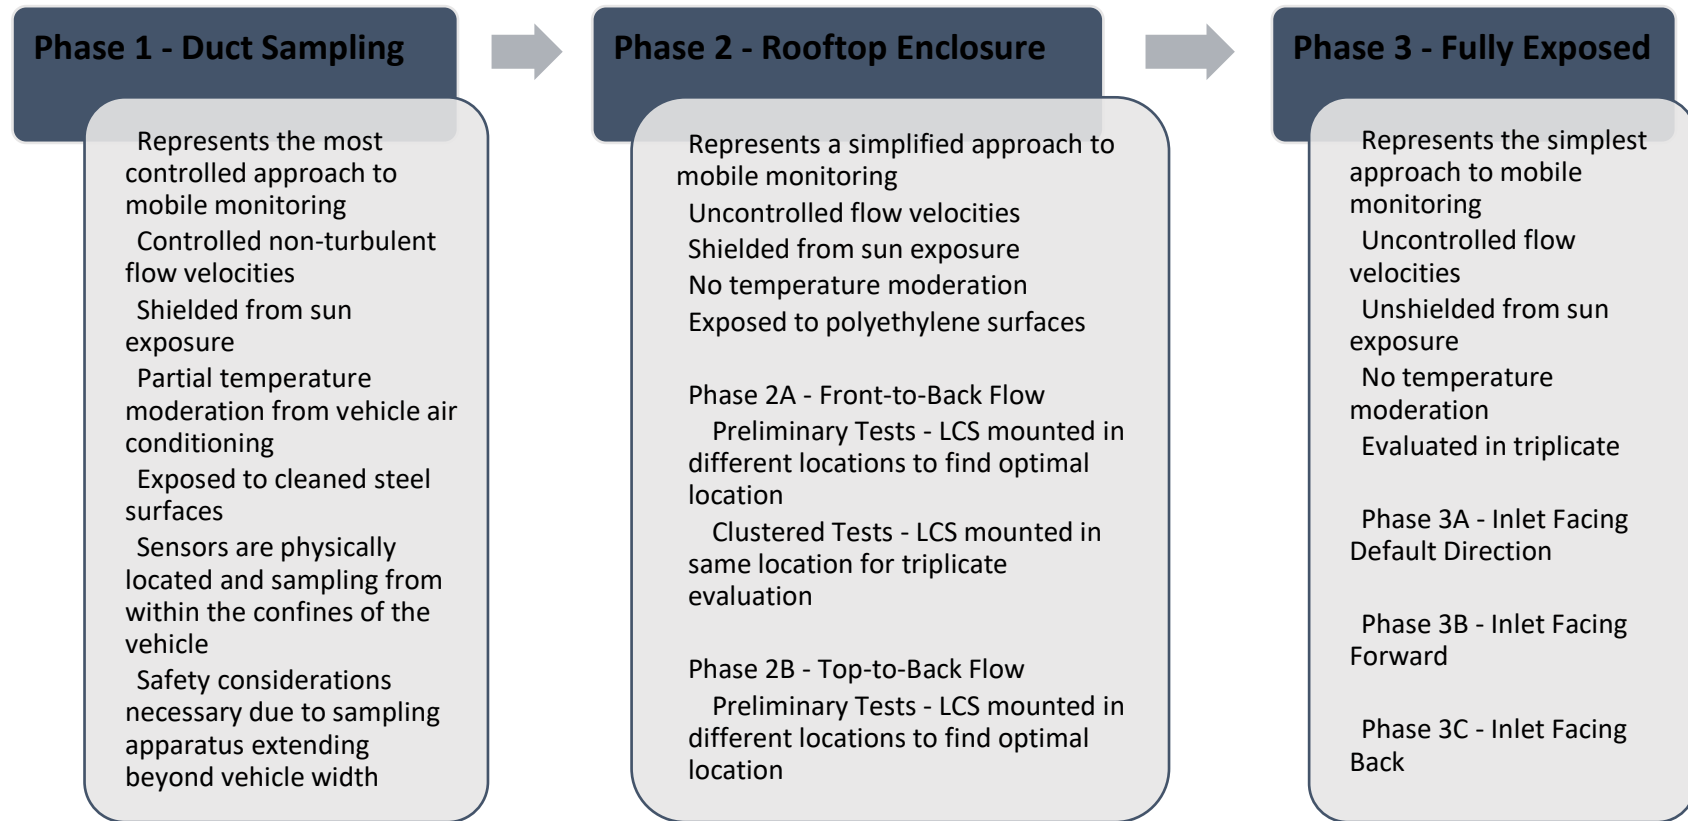 Phase 1 - Duct Sampling
Represents the most
controlled approach to
mobile monitoring
Controlled non-turbulent
flow velocities
Shielded from sun
exposure
Partial temperature
moderation from vehicle air
conditioning
Exposed to cleaned steel
surfaces
Sensors are physically
located and sampling from
within the confines of the
vehicle
Safety considerations
necessary due to sampling
apparatus extending
beyond vehicle width
Phase 2 - Rooftop Enclosure
Represents a simplified approach to
mobile monitoring
Uncontrolled flow velocities
Shielded from sun exposure
No temperature moderation
Exposed to polyethylene surfaces
Phase 2A - Front-to-Back Flow
Preliminary Tests - LCS mounted in
different locations to find optimal
location
Clustered Tests - LCS mounted in
same location for triplicate
evaluation
Phase 2B - Top-to-Back Flow
Preliminary Tests - LCS mounted in
different locations to find optimal
location
Phase 3 - Fully Exposed
Represents the simplest
approach to mobile
monitoring
Uncontrolled flow
velocities
Unshielded from sun
exposure
No temperature
moderation
Evaluated in triplicate
Phase 3A - Inlet Facing
Default Direction
Phase 3B - Inlet Facing
Forward
Phase 3C - Inlet Facing
Back